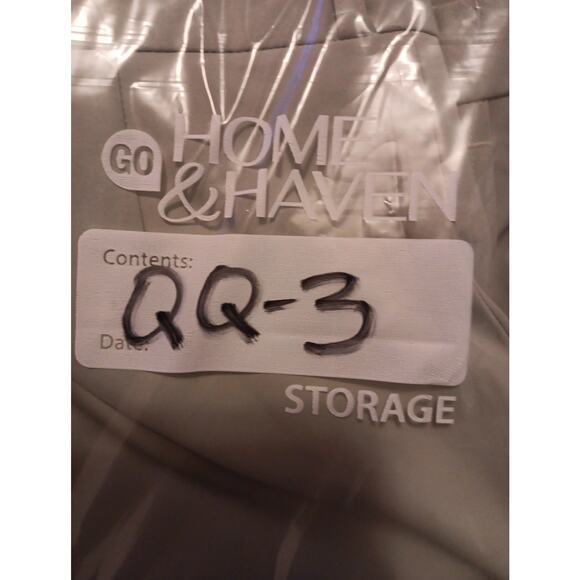 GO HOME
& HAVEN
Contents:
QQ-3
Date:
STORAGE